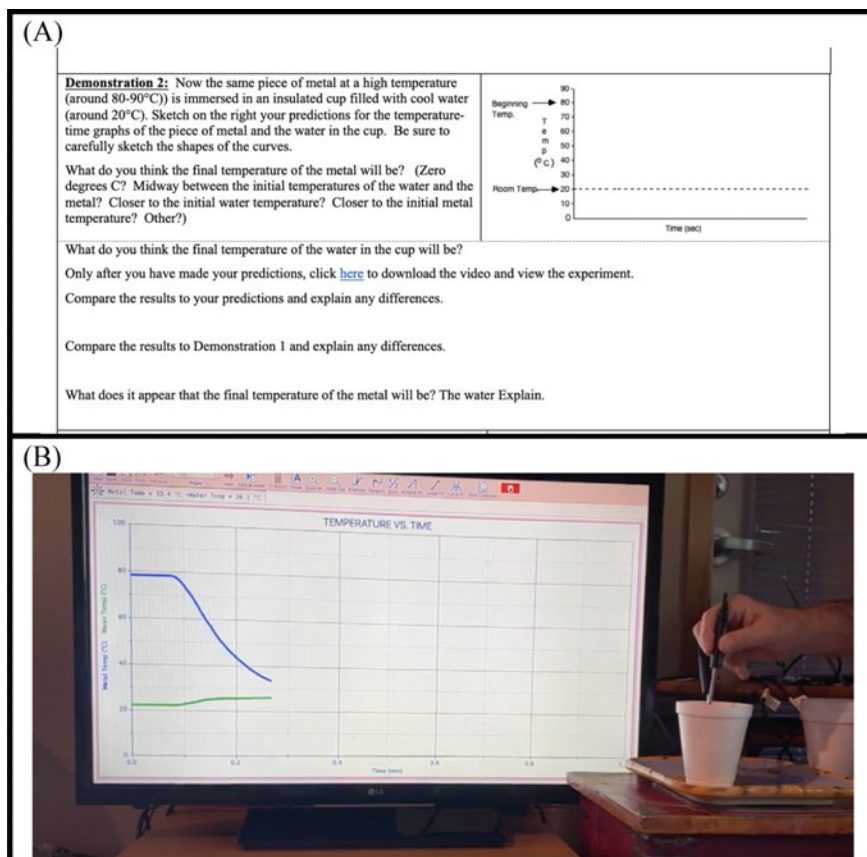 (A)
Demonstration 2: Now the same piece of metal at a high temperature
(around 80-90°C)) is immersed in an insulated cup filled with cool water
(around 20°C). Sketch on the right your predictions for the temperature-
time graphs of the piece of metal and the water in the cup. Be sure to
carefully sketch the shapes of the curves.
What do you think the final temperature of the metal will be? (Zero
degrees C? Midway between the initial temperatures of the water and the
metal? Closer to the initial water temperature? Closer to the initial metal
temperature? Other?)
Beginning
Temp.
Temp
(°C)
Room Temp.
90
80
70
60
50
40
30
20
10
0
Time (sec)
What do you think the final temperature of the water in the cup will be?
Only after you have made your predictions, click here to download the video and view the experiment.
Compare the results to your predictions and explain any differences.
Compare the results to Demonstration 1 and explain any differences.
What does it appear that the final temperature of the metal will be? The water Explain.
(B)
TEMPERATURE VS. TIME
Metal Temp (°C) Water Temp (°C)
100
80
60
40
20
0
0.0
0.2
0.4
0.6
0.8
Time (min)
LG